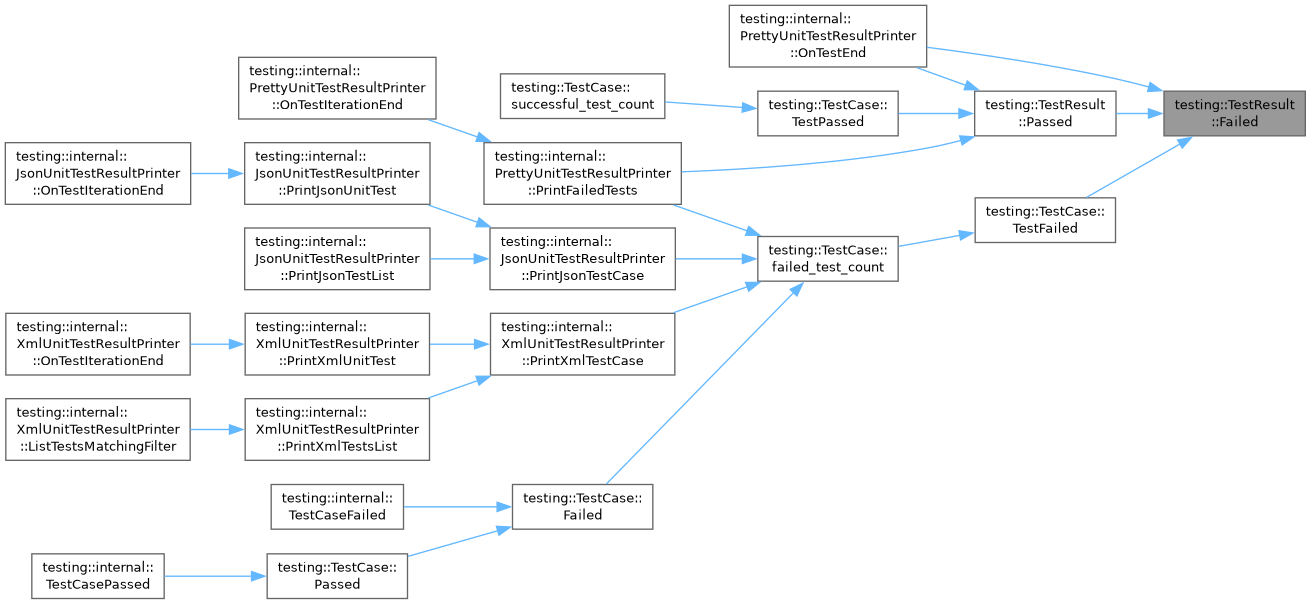 testing::internal::
PrettyUnitTestResultPrinter
::OnTestEnd
testing::internal::
PrettyUnitTestResultPrinter
::OnTestIterationEnd
testing::TestCase::
successful_test_count
testing::TestCase::
TestPassed
testing::TestResult
::Passed
testing::TestResult
::Failed
testing::internal::
JsonUnitTestResultPrinter
::OnTestIterationEnd
testing::internal::
JsonUnitTestResultPrinter
::PrintJsonUnitTest
testing::internal::
PrettyUnitTestResultPrinter
::PrintFailedTests
testing::TestCase::
TestFailed
testing::internal::
JsonUnitTestResultPrinter
::PrintJsonTestList
testing::internal::
JsonUnitTestResultPrinter
::PrintJsonTestCase
testing::TestCase::
failed_test_count
testing::internal::
XmlUnitTestResultPrinter
::OnTestIterationEnd
testing::internal::
XmlUnitTestResultPrinter
::PrintXmlUnitTest
testing::internal::
XmlUnitTestResultPrinter
::PrintXmlTestCase
testing::internal::
XmlUnitTestResultPrinter
::ListTestsMatchingFilter
testing::internal::
XmlUnitTestResultPrinter
::PrintXmlTestsList
testing::internal::
TestCaseFailed
testing::TestCase::
Failed
testing::internal::
TestCasePassed
testing::TestCase::
Passed